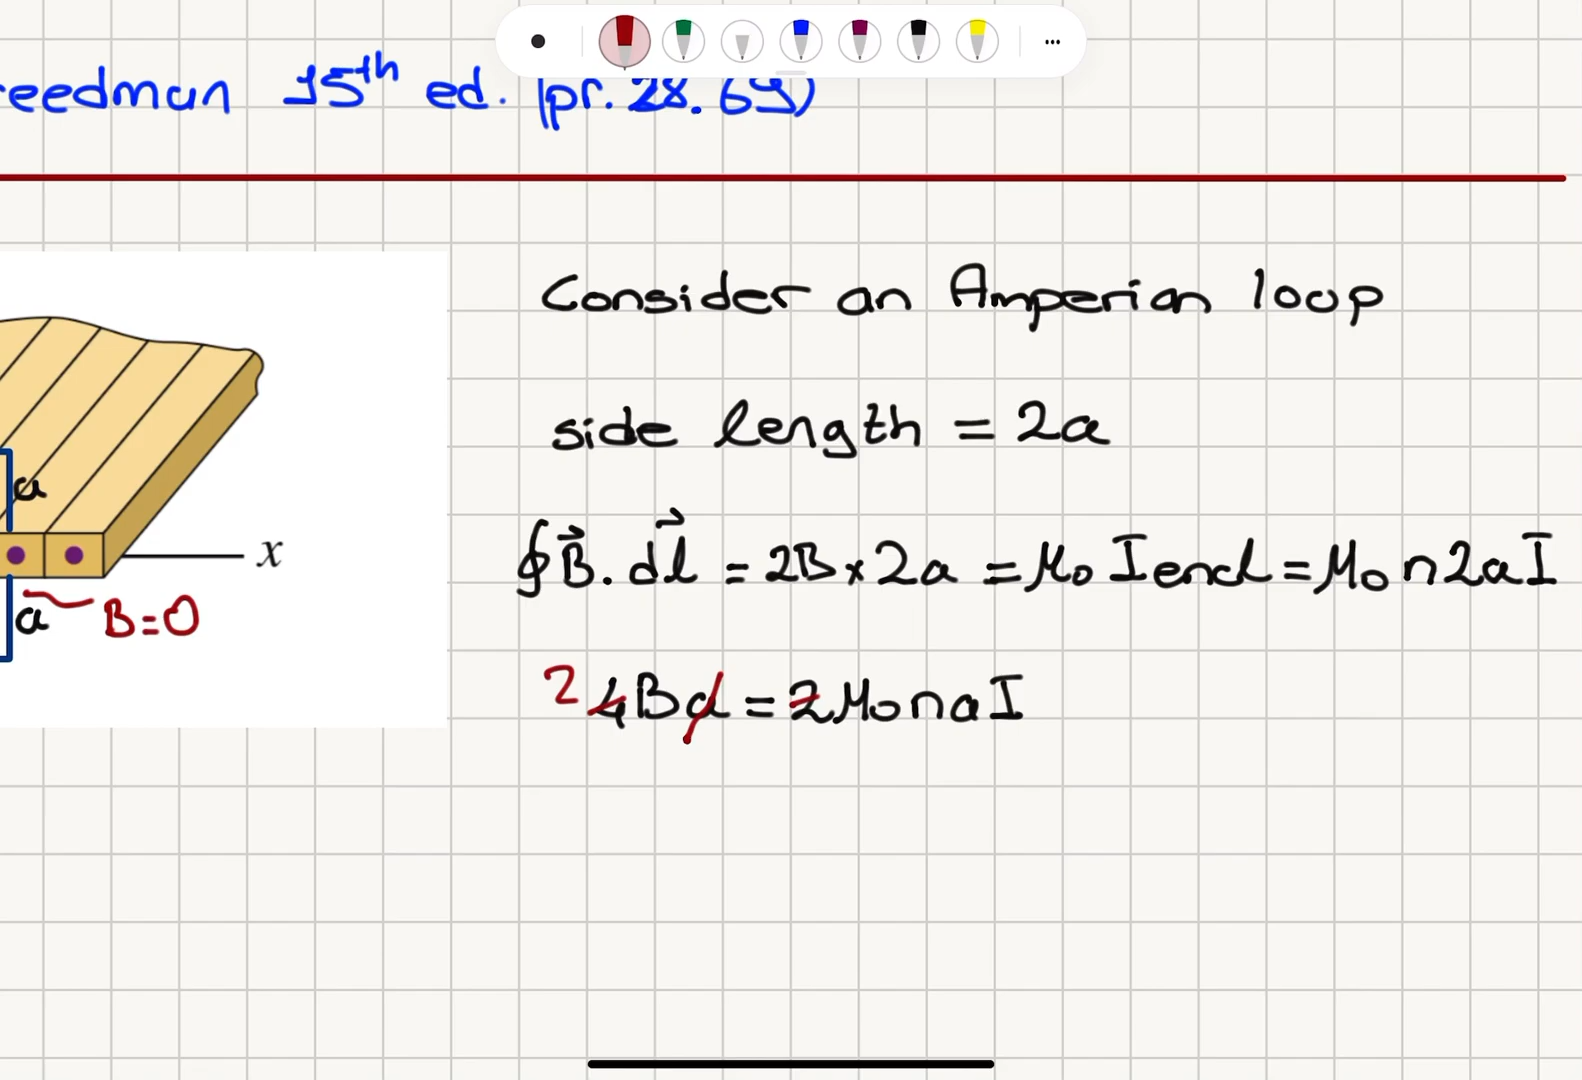 eedman 15th ed. (pr. 28.69)
Consider an Amperian loop
side length = 2a
∮B⃗. dl⃗ = 2B x 2a = μ₀ Iencl = μ₀ n2aI
2 4Ba = 2μ₀naI
a
x
a B=0